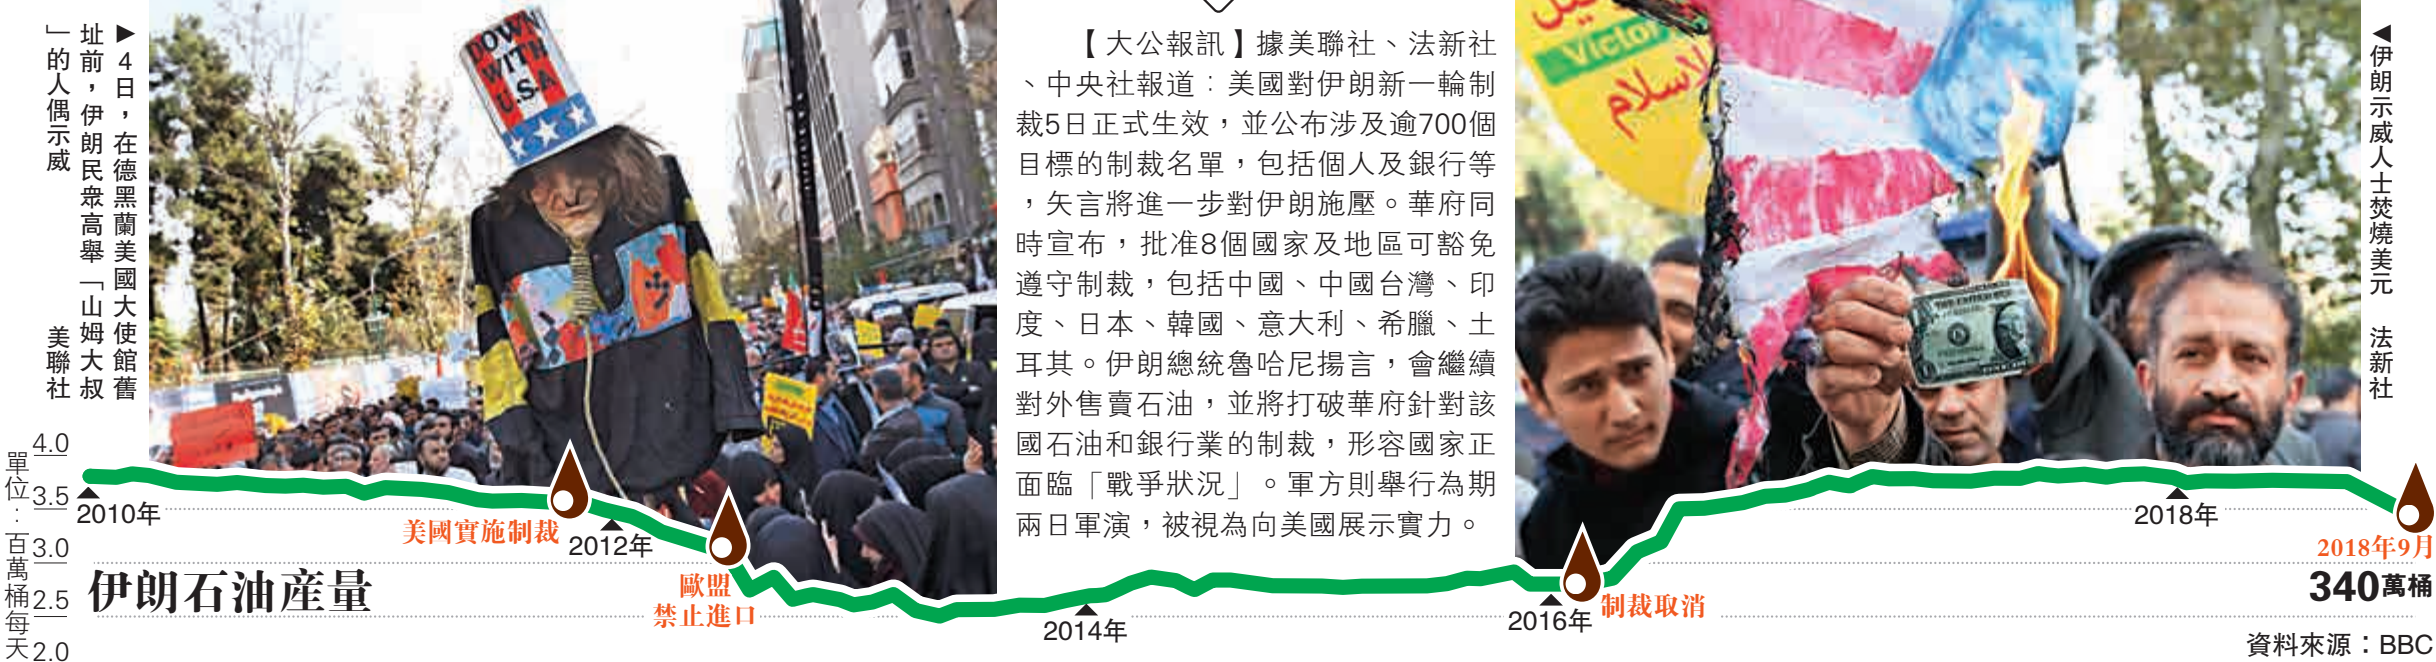 ▶4日，在德黑蘭美國大使館舊
址前，伊朗民衆高舉「山姆大叔
」的人偶示威　美聯社
DOWN
WITH
U.S.A
【大公報訊】據美聯社、法新社
、中央社報道：美國對伊朗新一輪制
裁5日正式生效，並公布涉及逾700個
目標的制裁名單，包括個人及銀行等
，矢言將進一步對伊朗施壓。華府同
時宣布，批准8個國家及地區可豁免
遵守制裁，包括中國、中國台灣、印
度、日本、韓國、意大利、希臘、土
耳其。伊朗總統魯哈尼揚言，會繼續
對外售賣石油，並將打破華府針對該
國石油和銀行業的制裁，形容國家正
面臨「戰爭狀況」。軍方則舉行為期
兩日軍演，被視為向美國展示實力。
Victor
◀伊朗示威人士焚燒美元　法新社
單位：百萬桶每天
4.0
3.5
3.0
2.5
2.0
伊朗石油産量
2010年
美國實施制裁
2012年
歐盟
禁止進口
2014年
2016年
制裁取消
2018年
2018年9月
340萬桶
資料來源：BBC